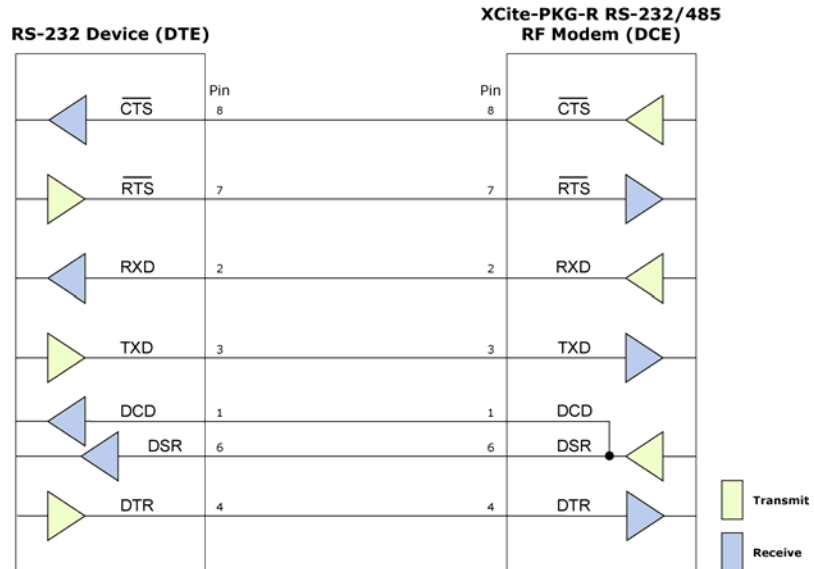 XCite-PKG-R RS-232/485
RS-232 Device (DTE) RF Modem (DCE)
Pin Pin
CTS 8 8 CTS
RTS 7 7 RTS
RXD 2 2 RXD
TXD 3 3 TXD
DCD 1 1 DCD
DSR 6 6 DSR
DTR 4 4 DTR
Transmit
Receive